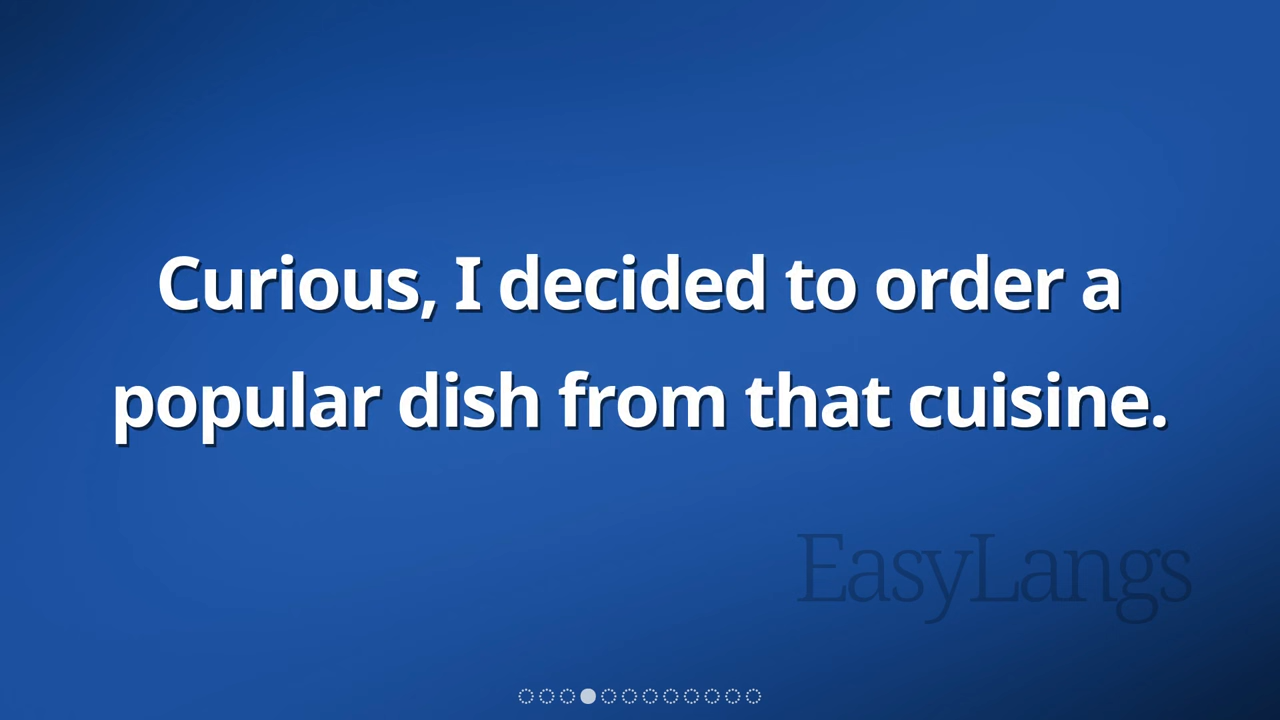 Curious, I decided to order a
popular dish from that cuisine.
EasyLangs